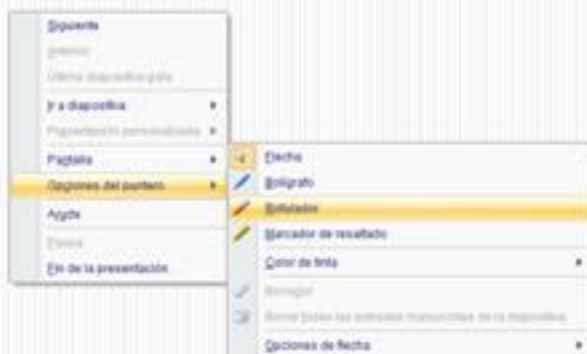 Siguiente
Anterior
Última diapositiva vista
Ir a diapositiva
Presentación personalizada
Pantalla
Opciones del puntero
Ayuda
Pausa
Fin de la presentación
Flecha
Bolígrafo
Rotulador
Marcador de resaltado
Color de tinta
Borrador
Borrar todas las entradas manuscritas de la diapositiva
Opciones de flecha